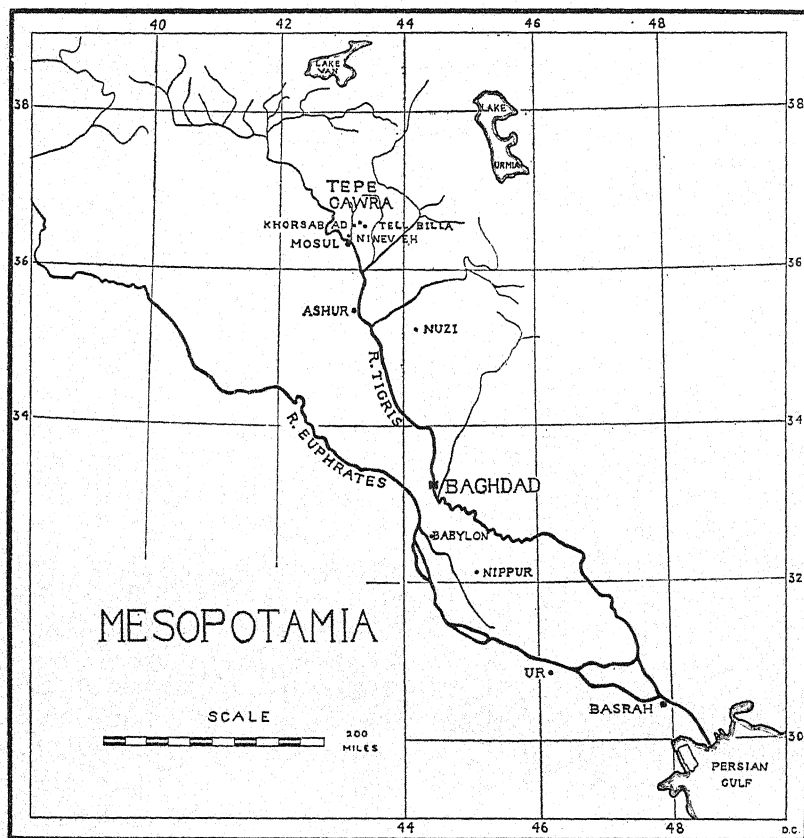 40 42 44 46 48
LAKE VAN
38 38
LAKE
URMIA
TEPE
GAWRA
KHORSABAD TELL BILLA
MOSUL NINEVEH
36 36
ASHUR
NUZI
R. TIGRIS
34 34
R. EUPHRATES
BAGHDAD
BABYLON
NIPPUR
32
MESOPOTAMIA
UR
BASRAH
SCALE
200
MILES
30
PERSIAN
GULF
44 46 48 D.G.